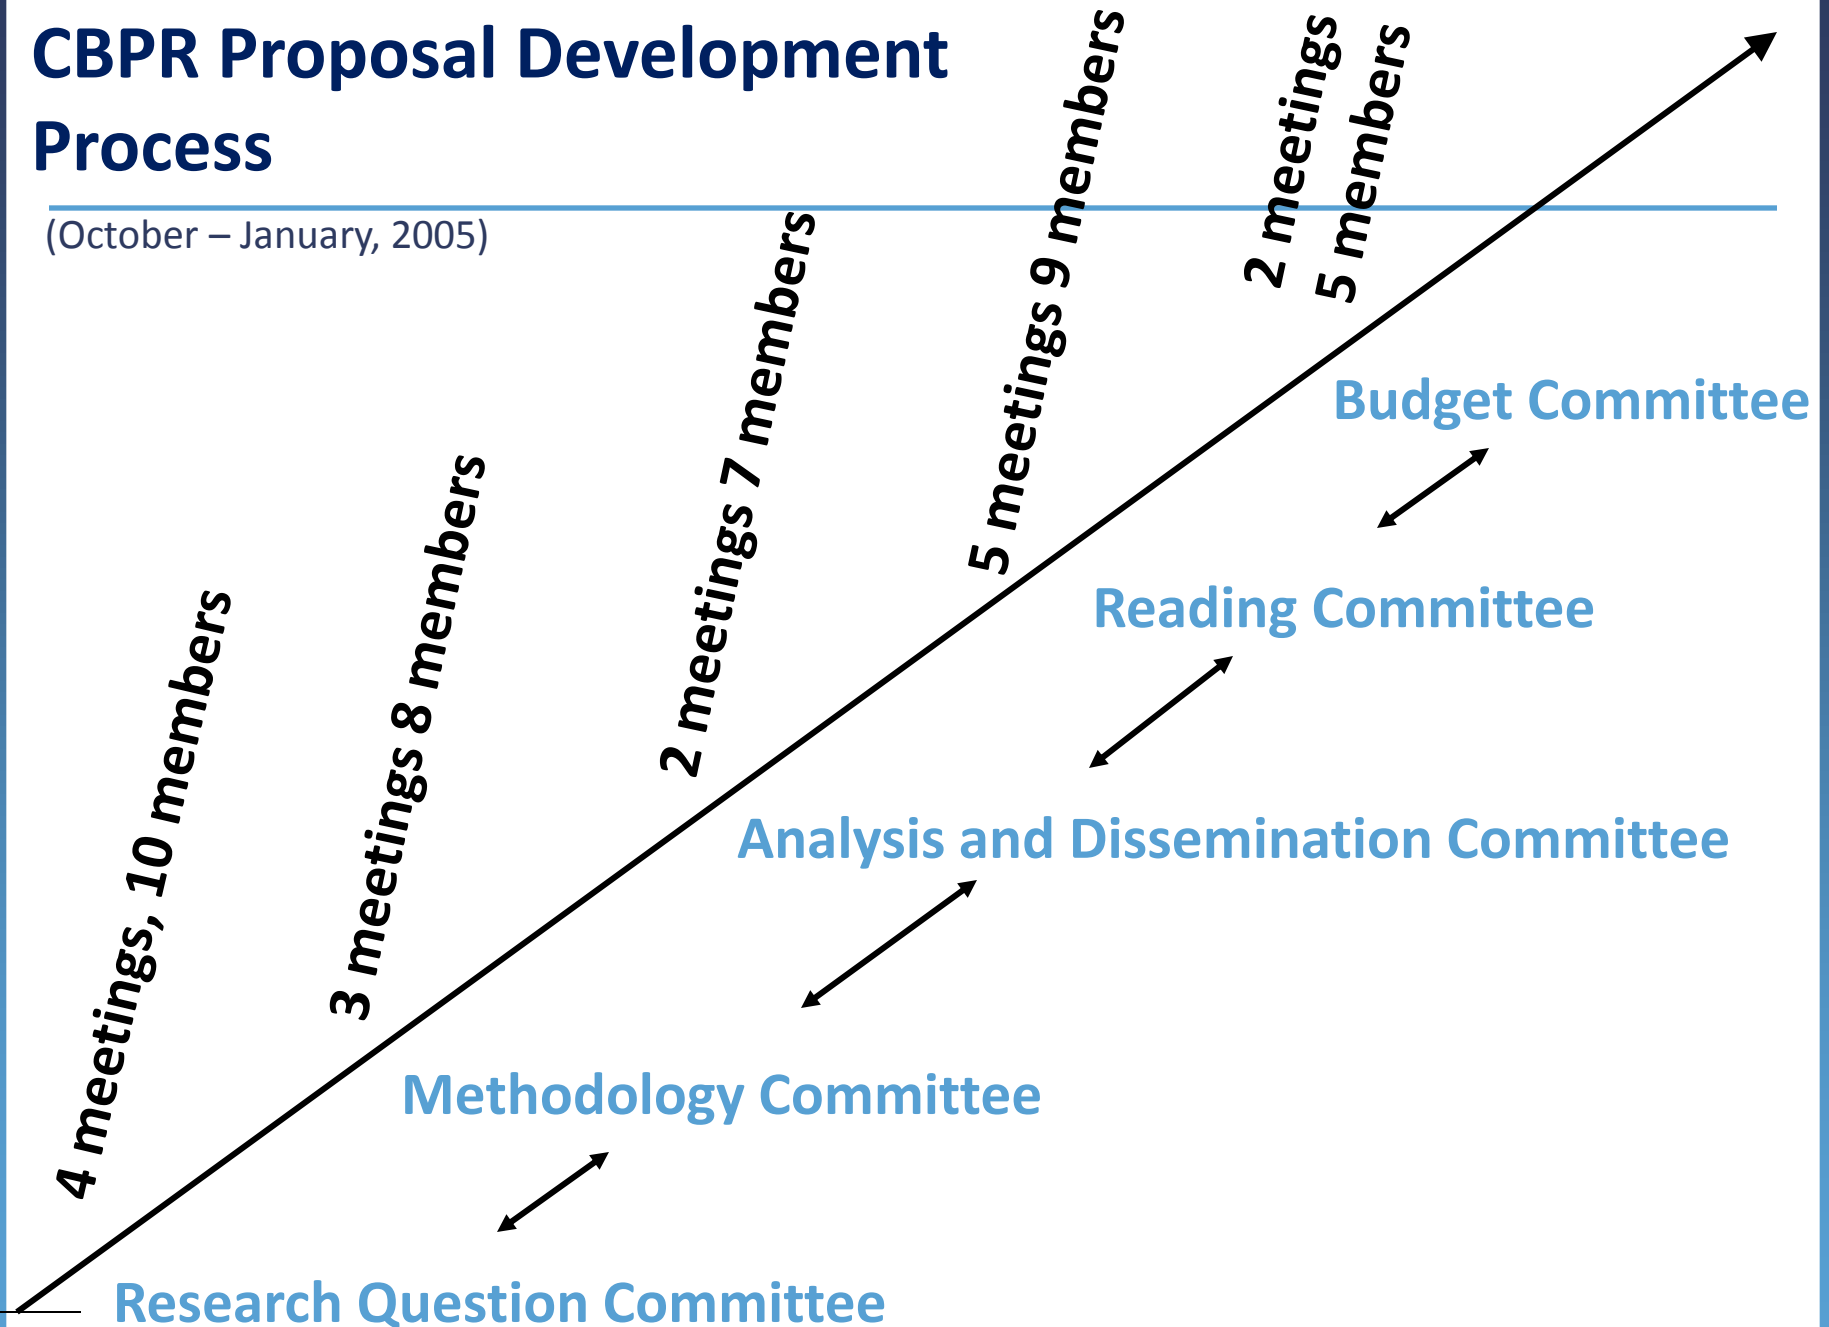 CBPR Proposal Development
Process
(October – January, 2005)
4 meetings, 10 members
3 meetings 8 members
2 meetings 7 members
5 meetings 9 members
2 meetings
5 members
Budget Committee
Reading Committee
Analysis and Dissemination Committee
Methodology Committee
Research Question Committee